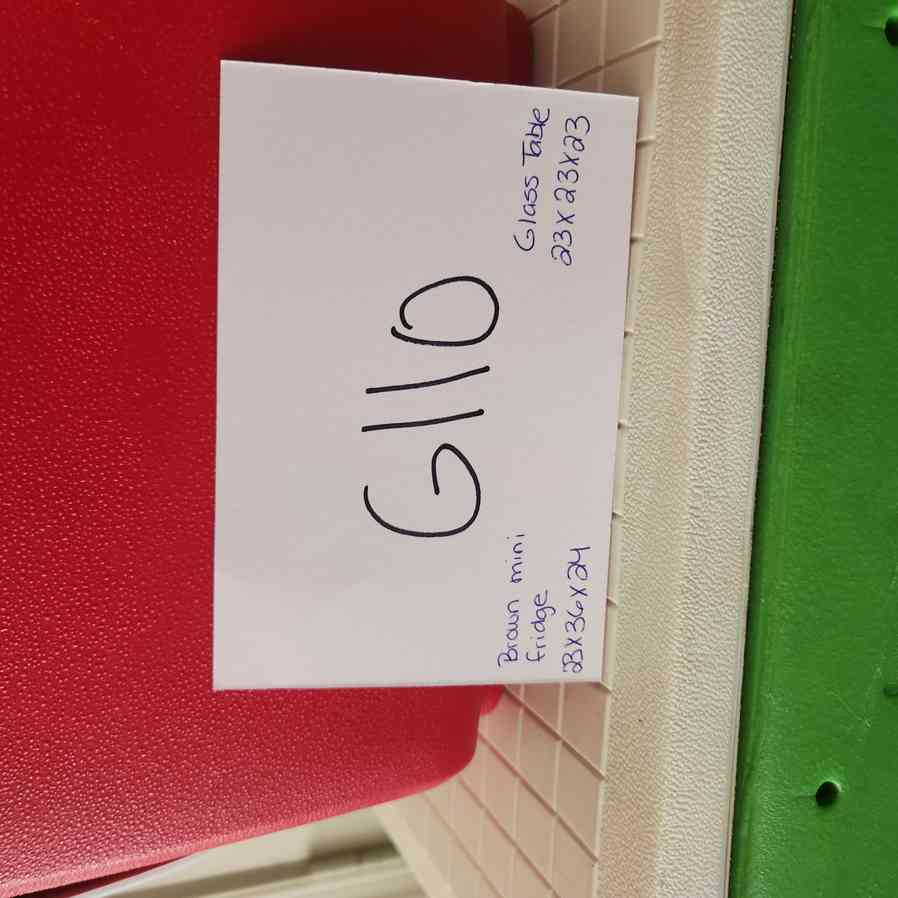 G110
Brown mini
fridge
23x36x24
Glass Table
23x23x23